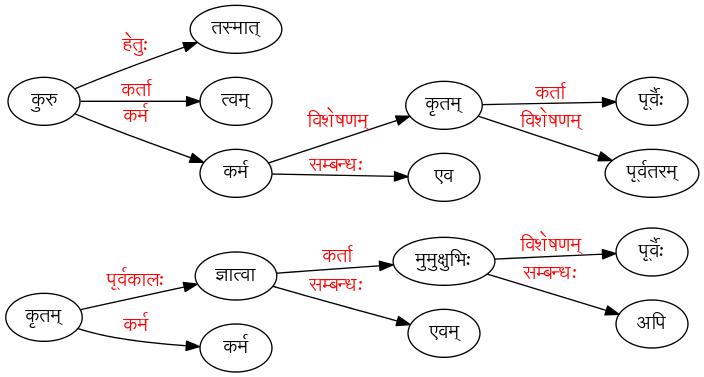 तस्मात्
हेतुः
कुरु
कर्ता
त्वम्
कर्म
कर्म
विशेषणम्
कृतम्
कर्ता
पूर्वैः
विशेषणम्
पूर्वतरम्
सम्बन्धः
एव
कृतम्
पूर्वकालः
ज्ञात्वा
कर्ता
मुमुक्षुभिः
विशेषणम्
पूर्वैः
सम्बन्धः
अपि
सम्बन्धः
एवम्
कर्म
कर्म